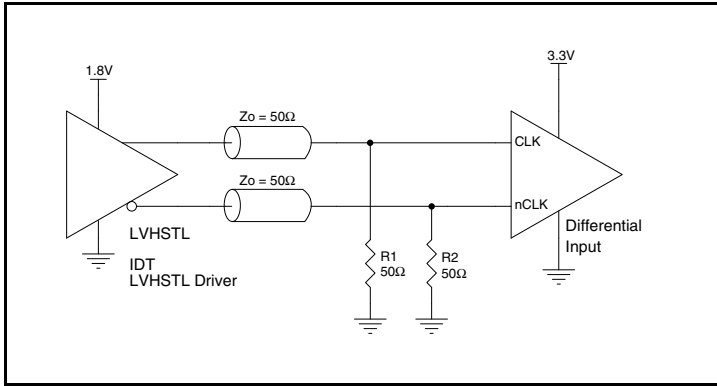 1.8V
3.3V
Zo = 50Ω
Zo = 50Ω
CLK
nCLK
LVHSTL
IDT
LVHSTL Driver
R1
50Ω
R2
50Ω
Differential
Input